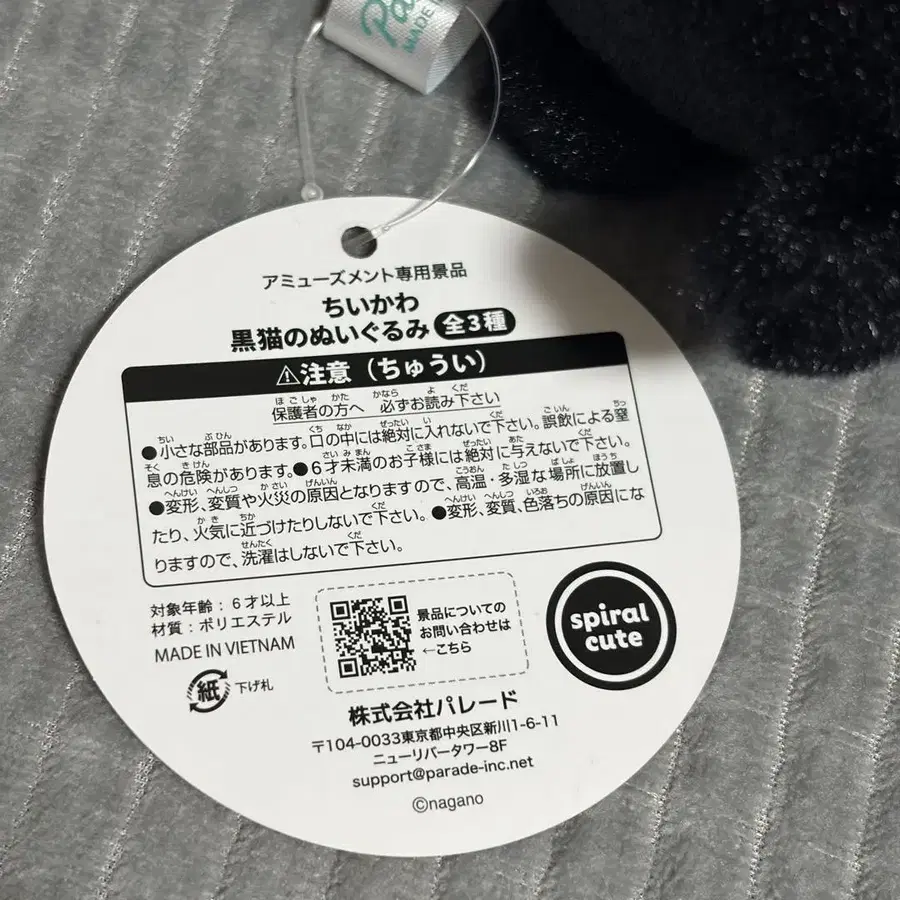 MADE
アミューズメント専用景品
ちいかわ
黒猫のぬいぐるみ 全3種
⚠注意（ちゅうい）
保護者の方へ 必ずお読み下さい
●小さな部品があります。口の中には絶対に入れないで下さい。誤飲による窒
息の危険があります。●6才未満のお子様には絶対に与えないで下さい。
●変形、変質や火災の原因となりますので、高温・多湿な場所に放置し
たり、火気に近づけたりしないで下さい。●変形、変質、色落ちの原因にな
りますので、洗濯はしないで下さい。
対象年齢：6才以上
材質：ポリエステル
MADE IN VIETNAM
紙 下げ札
景品についての
お問い合わせは
←こちら
spiral
cute
株式会社パレード
〒104-0033東京都中央区新川1-6-11
ニューリバータワー8F
support@parade-inc.net
©nagano